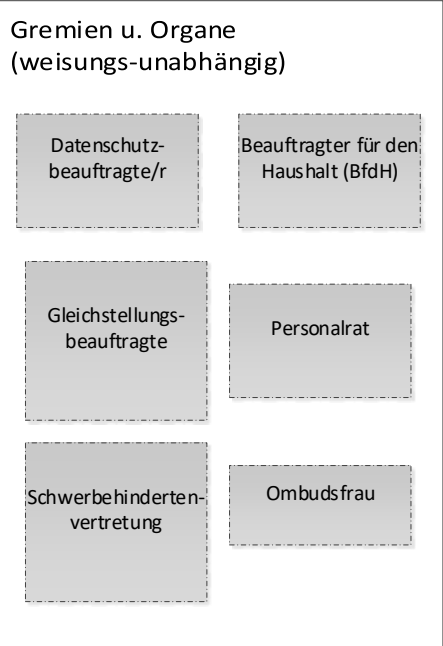 Gremien u. Organe
(weisungs-unabhängig)
Datenschutz-
beauftragte/r
Beauftragter für den
Haushalt (BfdH)
Gleichstellungs-
beauftragte
Personalrat
Schwerbehinderten-
vertretung
Ombudsfrau